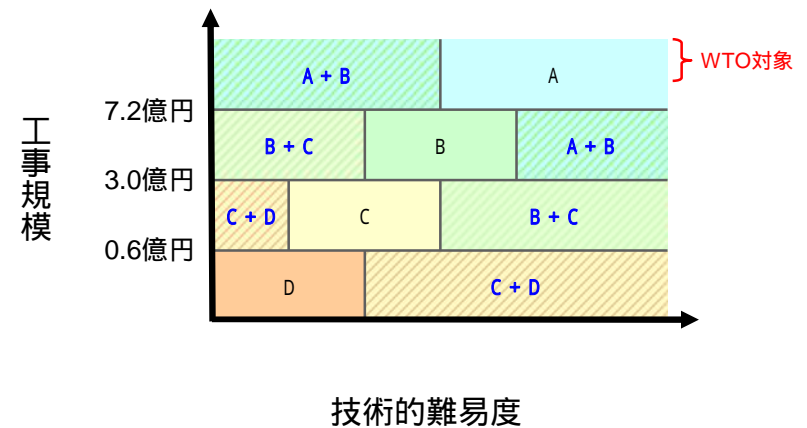 A + B
A
WTO対象
7.2億円
B + C
B
A + B
3.0億円
C + D
C
B + C
0.6億円
D
C + D
工事規模
技術的難易度